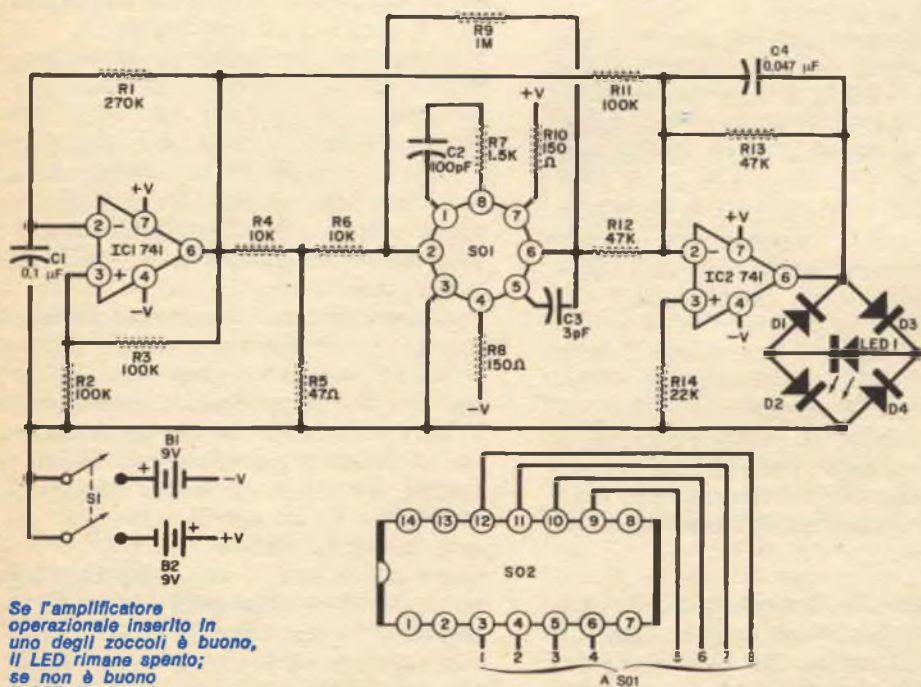 R9
1M
R1
270K
R11
100K
C4
0,047 µF
+V
R7
1.5K
R10
150
Ω
C2
100pF
R13
47K
C1
0,1 µF
2 -
+V
7
IC1 741
6
3 +
4
-V
R4
10K
R6
10K
1
8
7
2
SO1
6
3
4
5
R12
47K
C3
3pF
2 -
+V
7
IC2 741
6
3 +
4
-V
R3
100K
R2
100K
R5
47Ω
R8
150Ω
-V
R14
22K
D1
D3
LED 1
D2
D4
S1
+
B1
9V
-V
+
B2
9V
+V
14 13 12 11 10 9 8
SO2
1 2 3 4 5 6 7
1 2 3 4 5 6 7 8
A SO1
Se l'amplificatore
operazionale inserito in
uno degli zoccoli è buono,
il LED rimane spento;
se non è buono